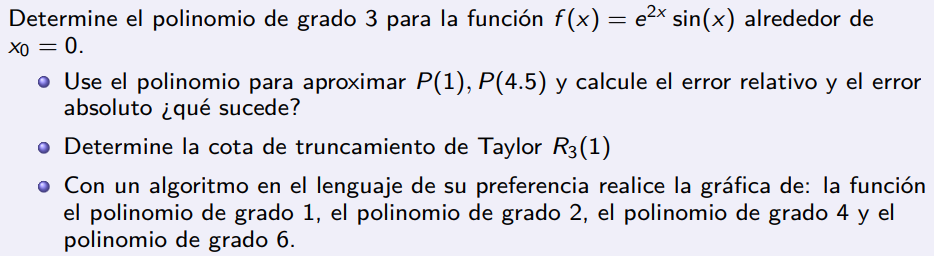 Determine el polinomio de grado 3 para la función f(x) = e^{2x} sin(x) alrededor de
x₀ = 0.
Use el polinomio para aproximar P(1), P(4.5) y calcule el error relativo y el error
absoluto ¿qué sucede?
Determine la cota de truncamiento de Taylor R₃(1)
Con un algoritmo en el lenguaje de su preferencia realice la gráfica de: la función
el polinomio de grado 1, el polinomio de grado 2, el polinomio de grado 4 y el
polinomio de grado 6.